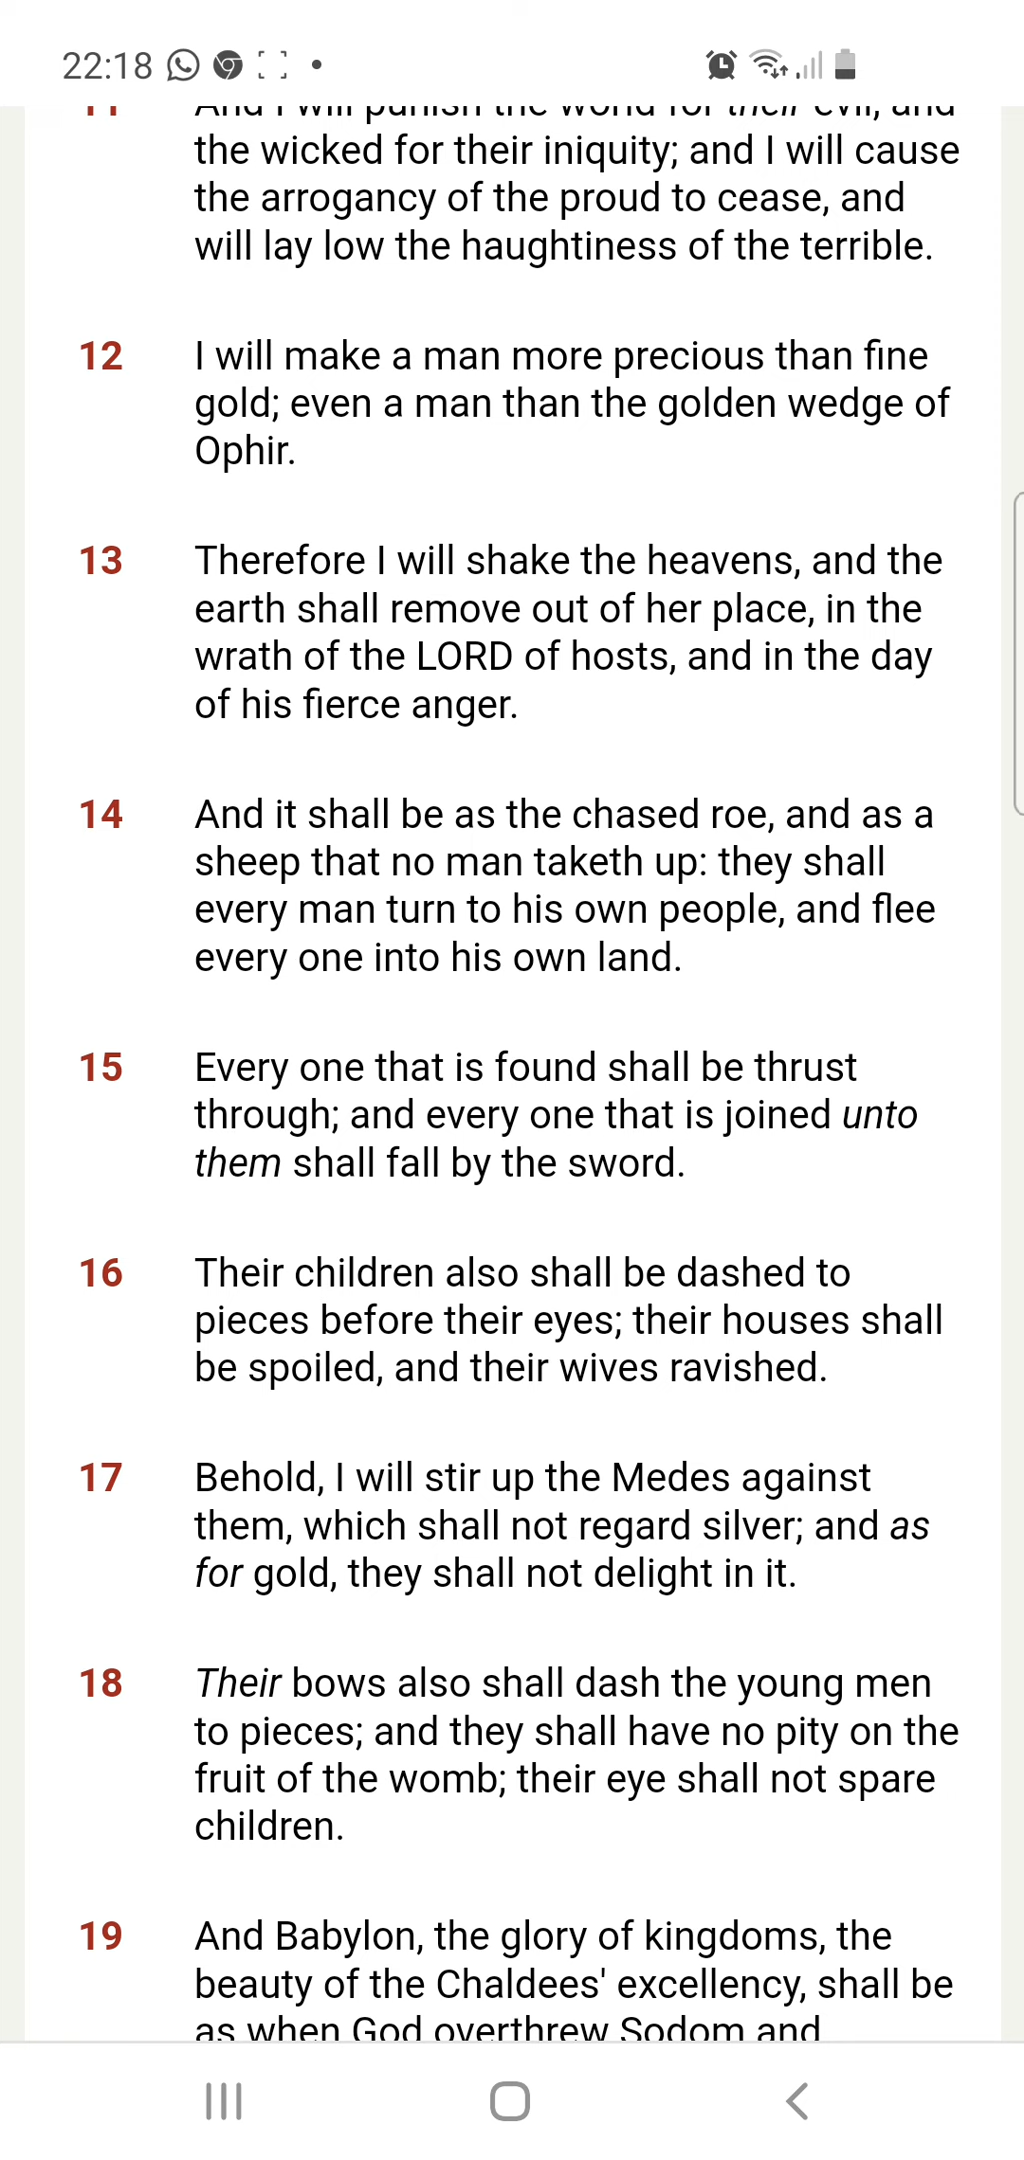 22:18
11 And I will punish the world for their evil, and
the wicked for their iniquity; and I will cause
the arrogancy of the proud to cease, and
will lay low the haughtiness of the terrible.
12 I will make a man more precious than fine
gold; even a man than the golden wedge of
Ophir.
13 Therefore I will shake the heavens, and the
earth shall remove out of her place, in the
wrath of the LORD of hosts, and in the day
of his fierce anger.
14 And it shall be as the chased roe, and as a
sheep that no man taketh up: they shall
every man turn to his own people, and flee
every one into his own land.
15 Every one that is found shall be thrust
through; and every one that is joined unto
them shall fall by the sword.
16 Their children also shall be dashed to
pieces before their eyes; their houses shall
be spoiled, and their wives ravished.
17 Behold, I will stir up the Medes against
them, which shall not regard silver; and as
for gold, they shall not delight in it.
18 Their bows also shall dash the young men
to pieces; and they shall have no pity on the
fruit of the womb; their eye shall not spare
children.
19 And Babylon, the glory of kingdoms, the
beauty of the Chaldees' excellency, shall be
as when God overthrew Sodom and